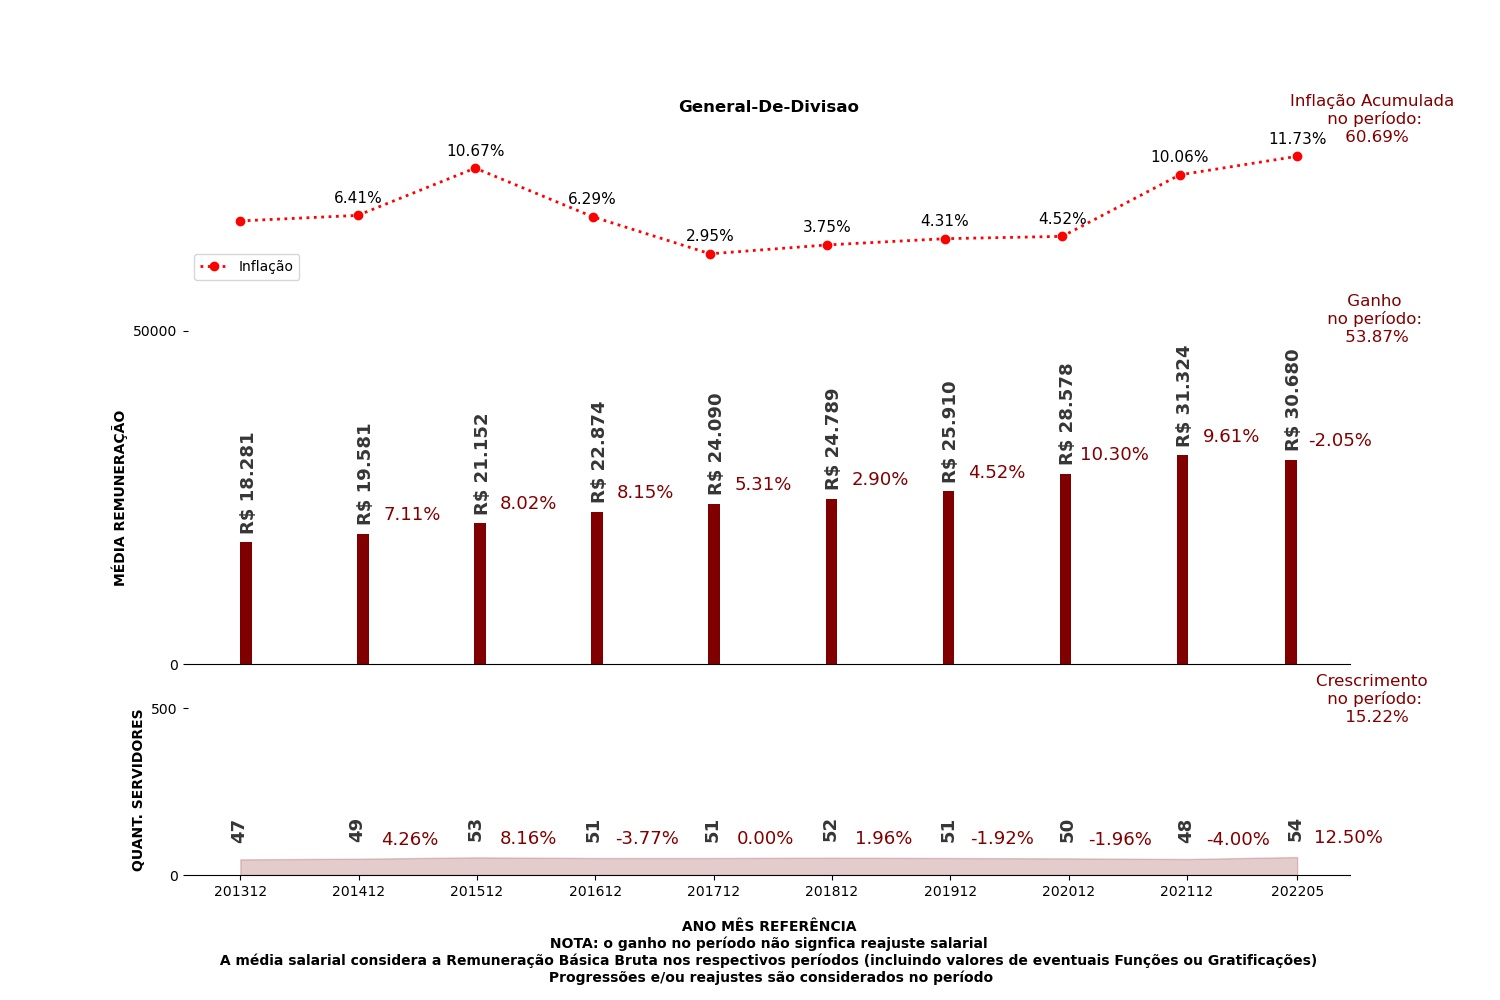 General-De-Divisao
Inflação Acumulada
no período:
60.69%
6.41%
10.67%
6.29%
2.95%
3.75%
4.31%
4.52%
10.06%
11.73%
Inflação
Ganho
no período:
53.87%
MÉDIA REMUNERAÇÃO
50000
0
R$ 18.281
R$ 19.581
R$ 21.152
R$ 22.874
R$ 24.090
R$ 24.789
R$ 25.910
R$ 28.578
R$ 31.324
R$ 30.680
7.11%
8.02%
8.15%
5.31%
2.90%
4.52%
10.30%
9.61%
-2.05%
Crescrimento
no período:
15.22%
QUANT. SERVIDORES
500
0
47
49
53
51
51
52
51
50
48
54
4.26%
8.16%
-3.77%
0.00%
1.96%
-1.92%
-1.96%
-4.00%
12.50%
201312
201412
201512
201612
201712
201812
201912
202012
202112
202205
ANO MÊS REFERÊNCIA
NOTA: o ganho no período não signfica reajuste salarial
A média salarial considera a Remuneração Básica Bruta nos respectivos períodos (incluindo valores de eventuais Funções ou Gratificações)
Progressões e/ou reajustes são considerados no período